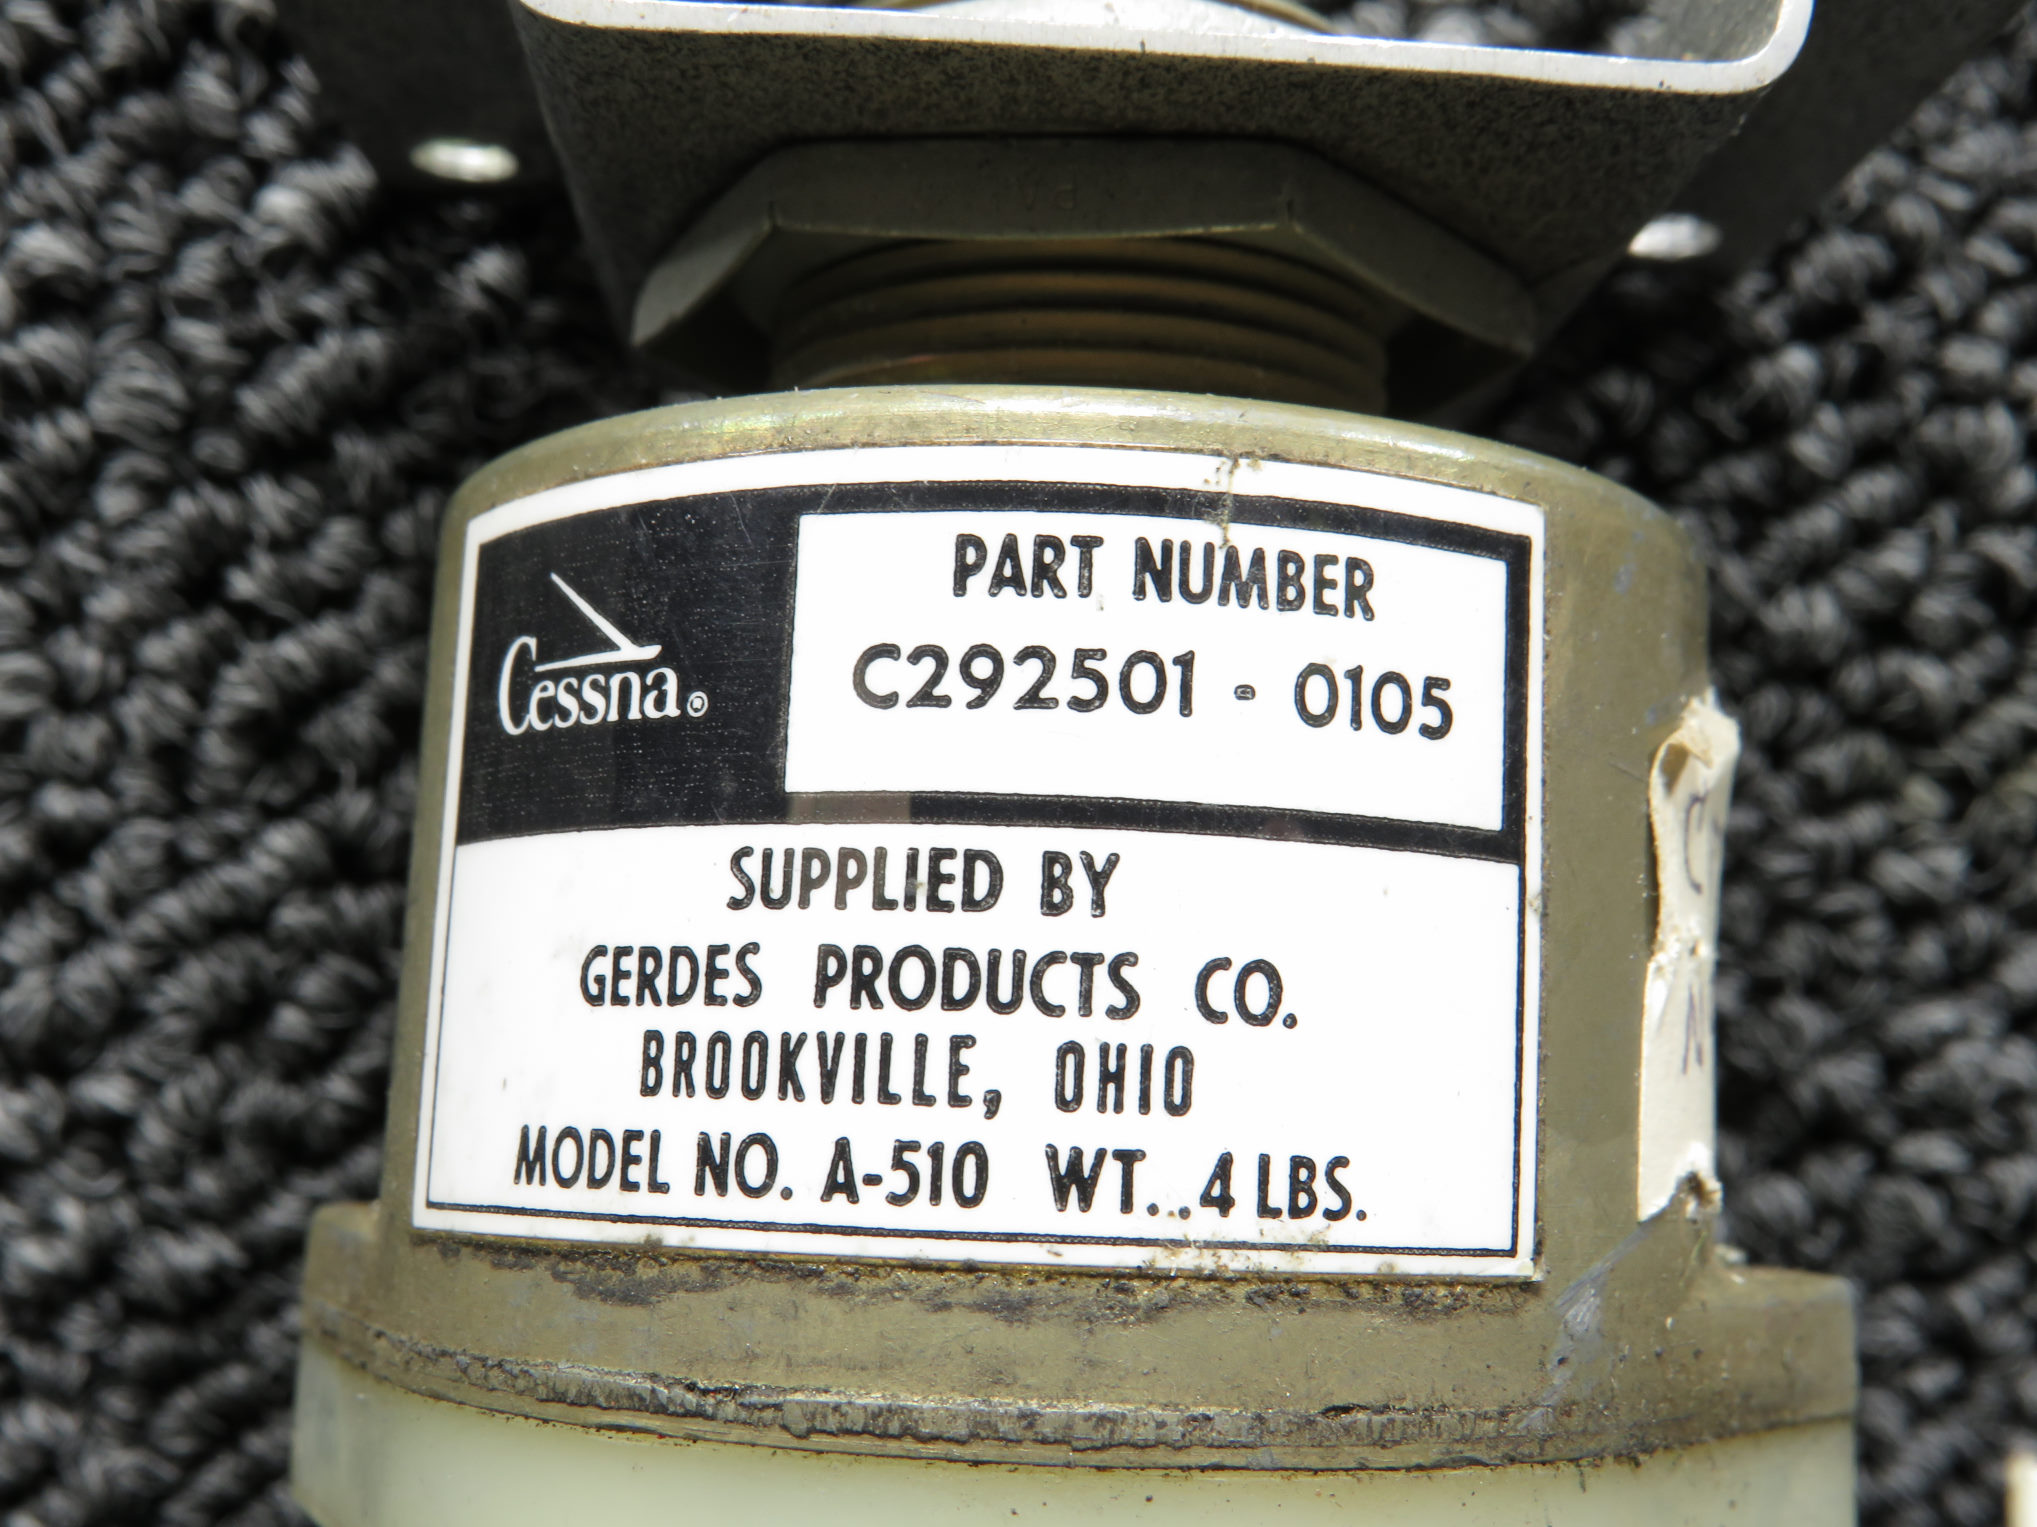 Cessna®
PART NUMBER
C292501 - 0105
SUPPLIED BY
GERDES PRODUCTS CO.
BROOKVILLE, OHIO
MODEL NO. A-510 WT...4 LBS.